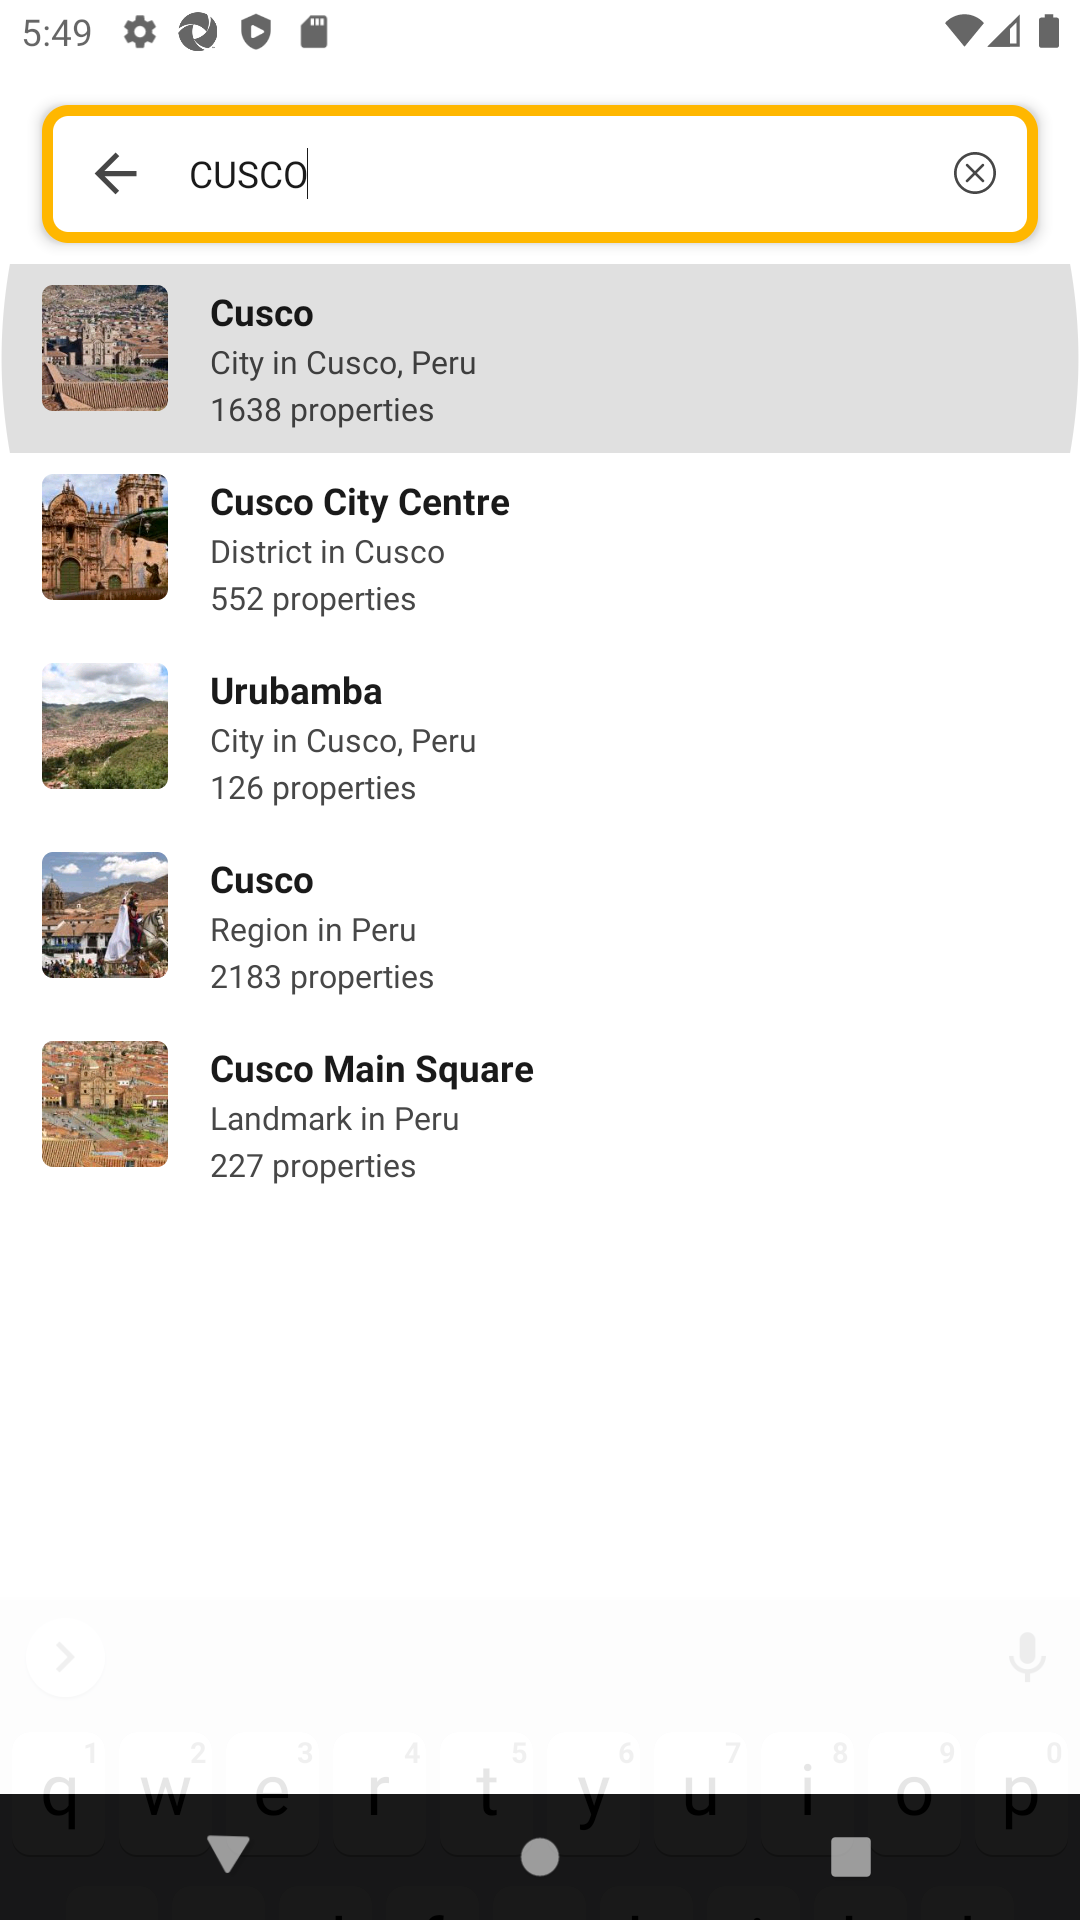 5:49
CUSCO
Cusco
City in Cusco, Peru
1638 properties
Cusco City Centre
District in Cusco
552 properties
Urubamba
City in Cusco, Peru
126 properties
Cusco
Region in Peru
2183 properties
Cusco Main Square
Landmark in Peru
227 properties
1 2 3 4 5 6 7 8 9 0
q w e r t y u i o p